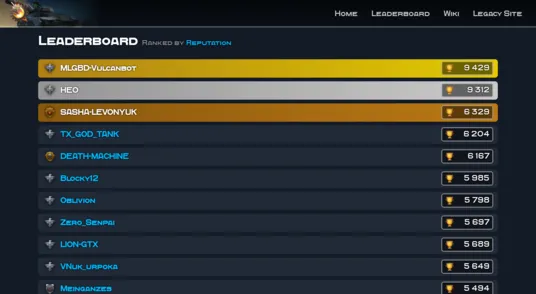 Home Leaderboard Wiki Legacy Site
Leaderboard Ranked by Reputation
MLGBD-Vulcanbot 9 429
HEO 9 312
SASHA-LEVONYUK 6 329
TX_GOD_TANK 6 204
DEATH-MACHINE 6 167
Blocky12 5 985
Oblivion 5 798
Zero_Senpai 5 697
LION-GTX 5 689
VNuk_urpoka 5 649
Meinganzes 5 494